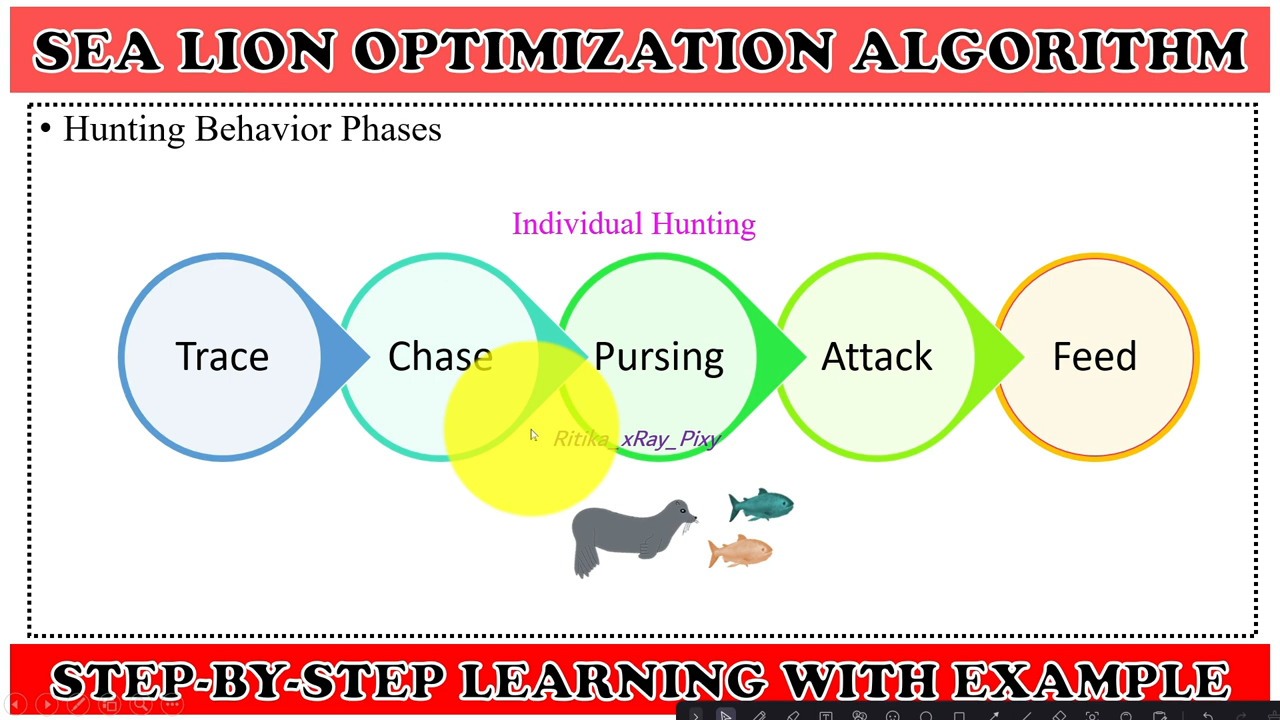 SEA LION OPTIMIZATION ALGORITHM
• Hunting Behavior Phases
Individual Hunting
Trace
Chase
Pursing
Attack
Feed
Ritika_xRay_Pixy
STEP-BY-STEP LEARNING WITH EXAMPLE